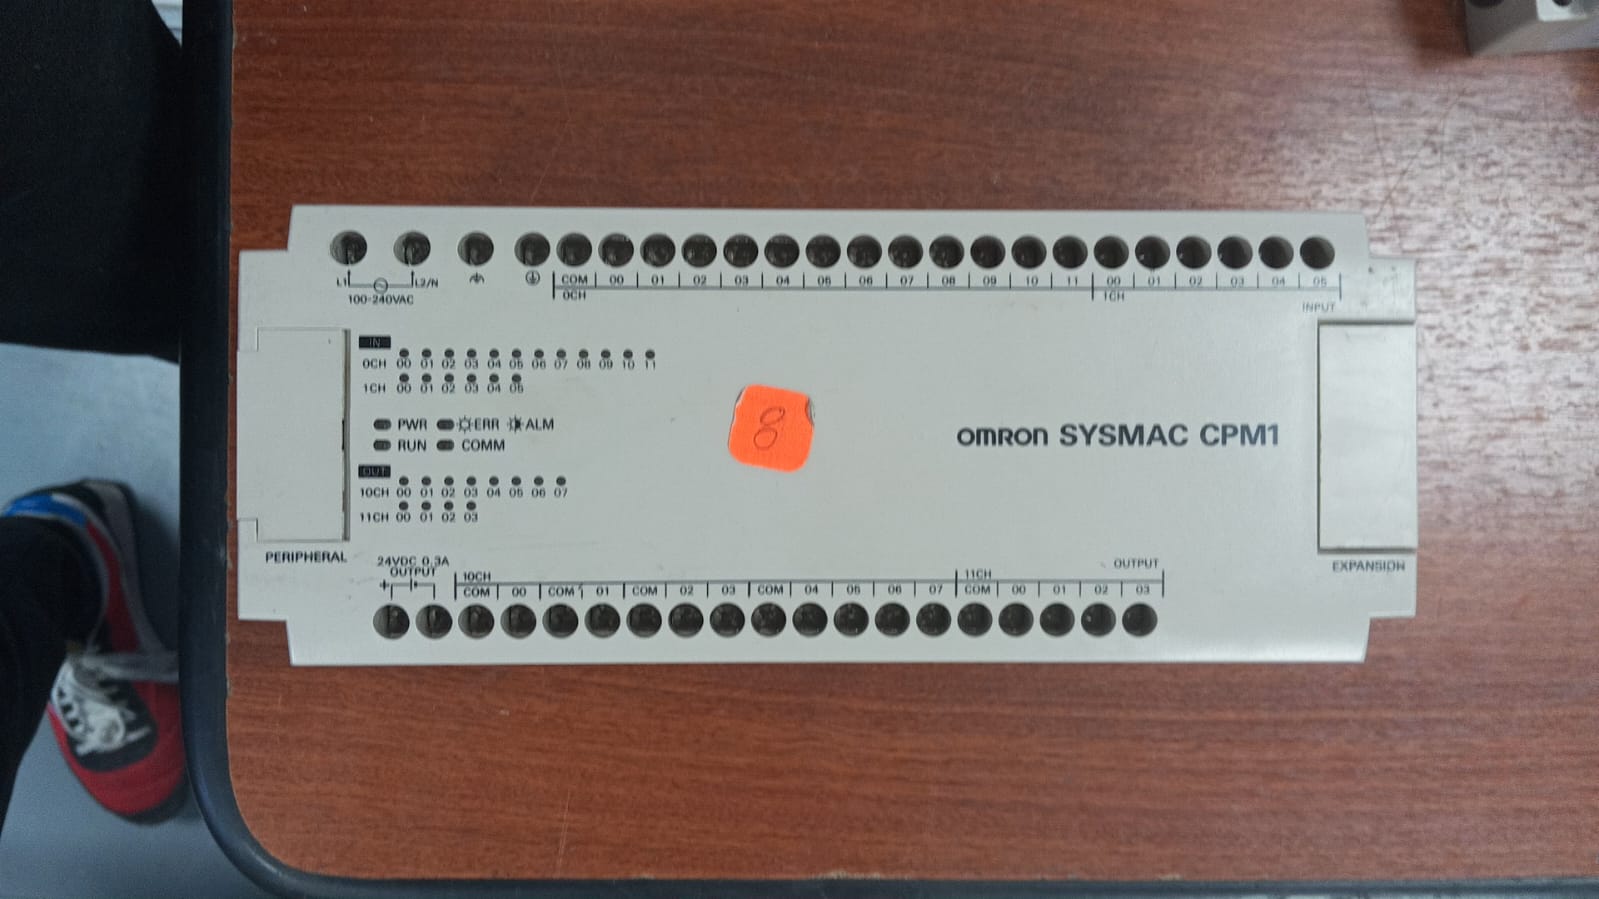 L1 L2/N
100-240VAC
COM 00 01 02 03 04 05 06 07 08 09 10 11 00 01 02 03 04 05
0CH 1CH
INPUT
IN
0CH 00 01 02 03 04 05 06 07 08 09 10 11
1CH 00 01 02 03 04 05
PWR ERR ALM
RUN COMM
8
omron SYSMAC CPM1
OUT
10CH 00 01 02 03 04 05 06 07
11CH 00 01 02 03
PERIPHERAL
EXPANSION
24VDC 0.3A
OUTPUT
OUTPUT
10CH 11CH
COM 00 COM 01 COM 02 03 COM 04 05 06 07 COM 00 01 02 03